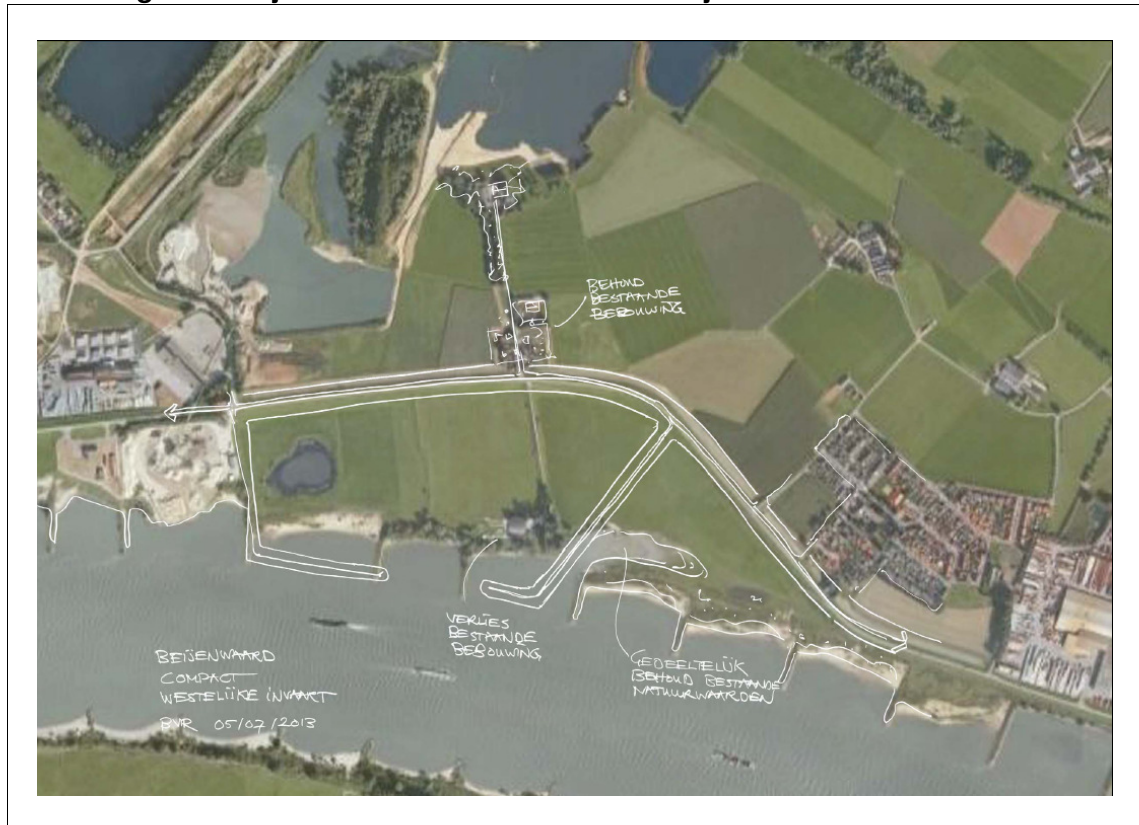 BEHOUD
BESTAANDE
BEBOUWING
VERLIES
BESTAANDE
BEBOUWING
GEDEELTELIJK
BEHOUD BESTAANDE
NATUURWAARDEN
BEIJENWAARD
COMPACT
WESTELIJKE INVAART
BVR 05/07/2013